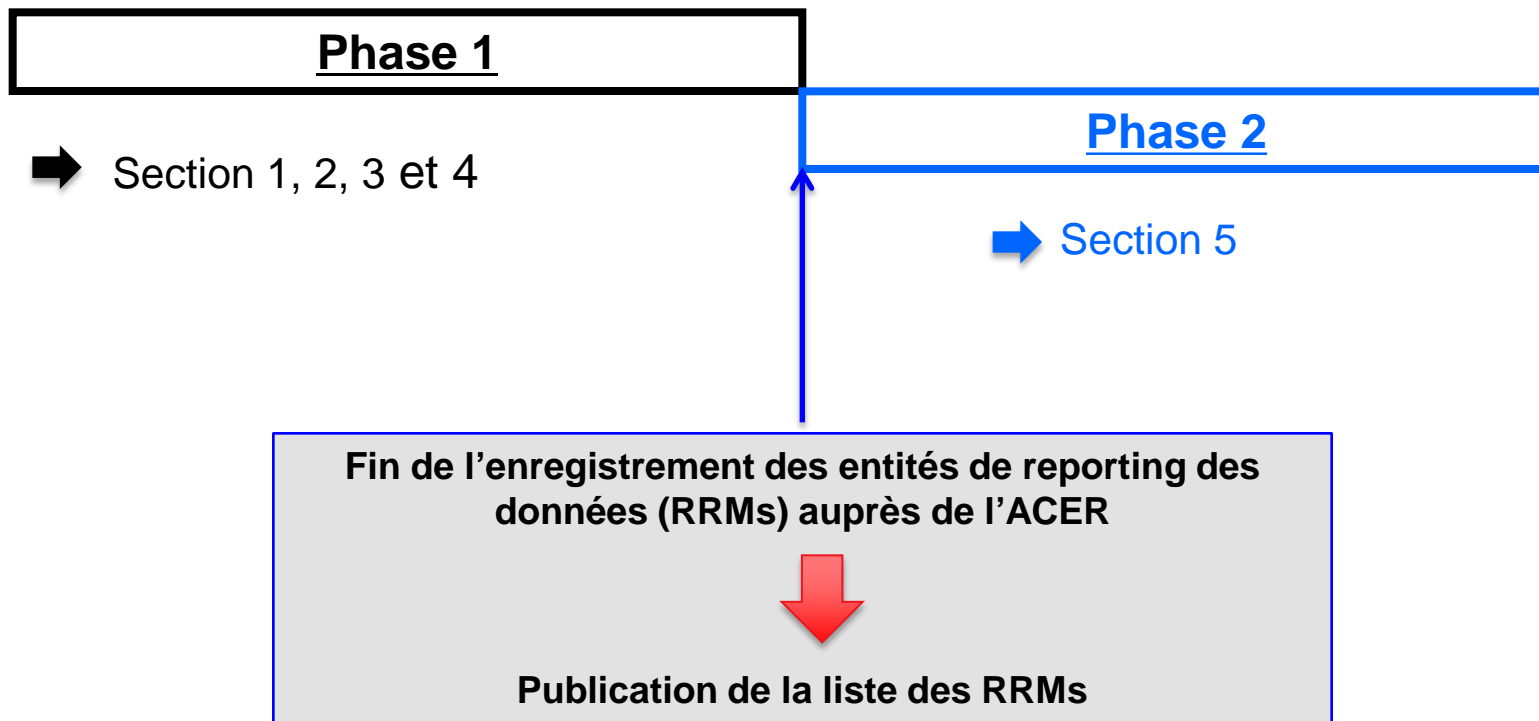 Phase 1
Phase 2
Section 1, 2, 3 et 4
Section 5
Fin de l’enregistrement des entités de reporting des
données (RRMs) auprès de l’ACER
Publication de la liste des RRMs